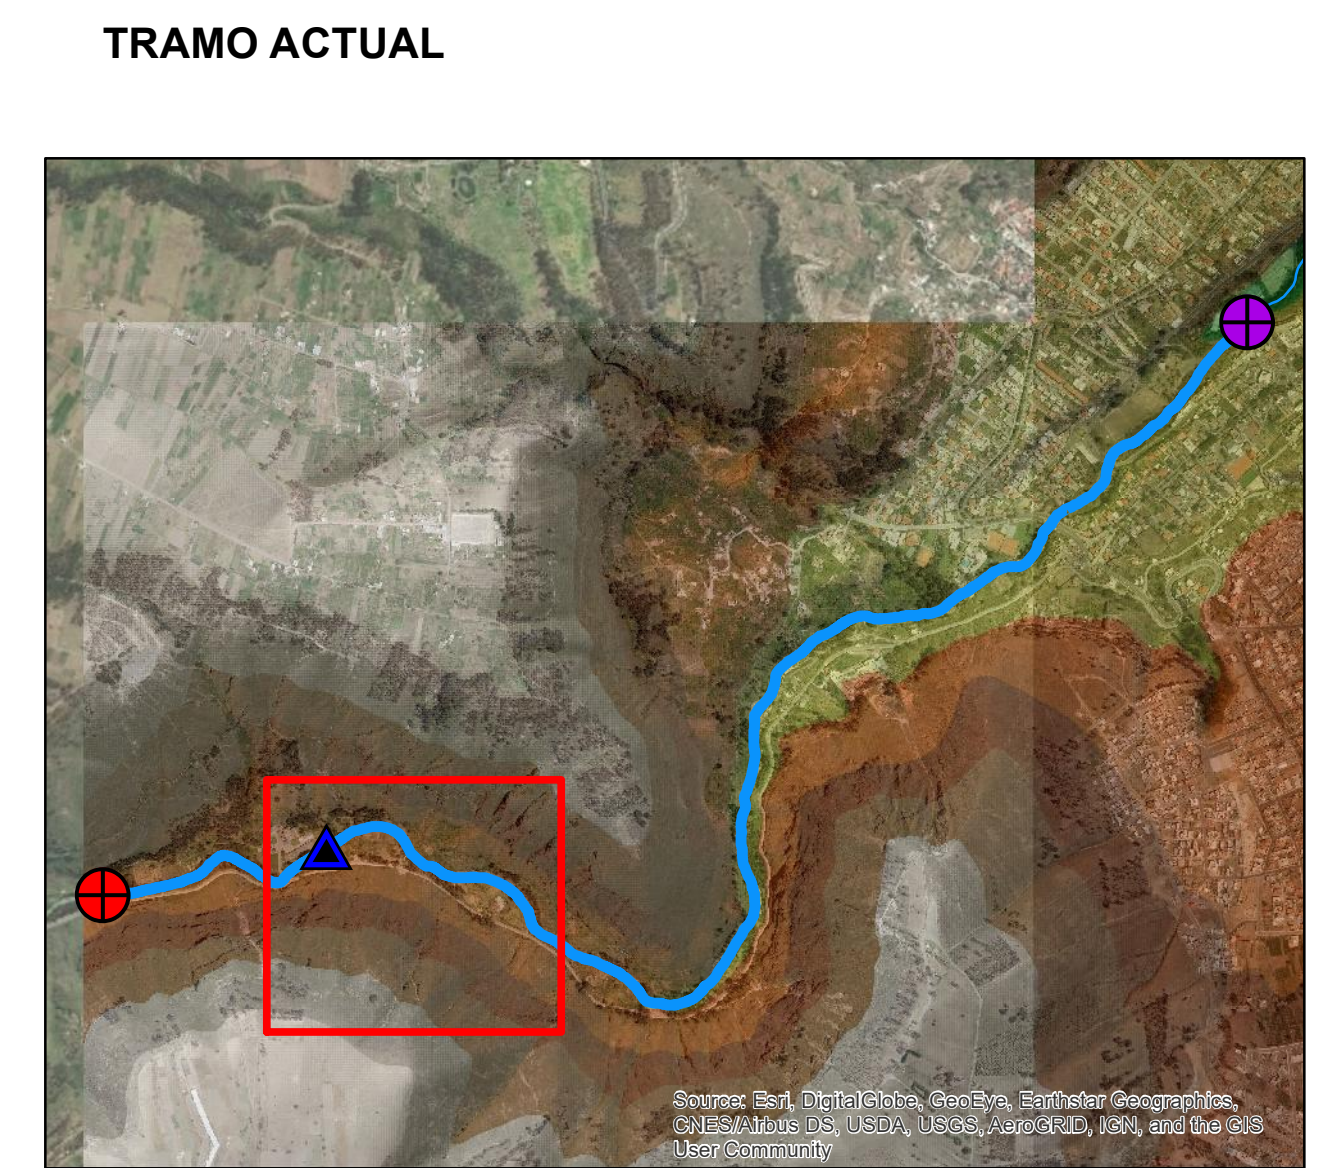 TRAMO ACTUAL
Source: Esri, DigitalGlobe, GeoEye, Earthstar Geographics,
CNES/Airbus DS, USDA, USGS, AeroGRID, IGN, and the GIS
User Community